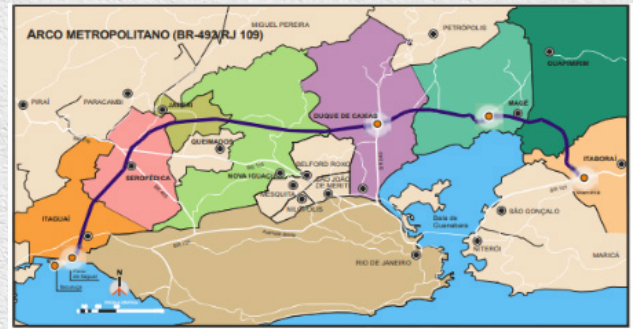 ARCO METROPOLITANO (BR-493/RJ 109)
MIGUEL PEREIRA
PETRÓPOLIS
GUAPIMIRIM
PIRAÍ
PARACAMBI
JAPERI
DUQUE DE CAXIAS
MAGÉ
QUEIMADOS
BELFORD ROXO
ITABORAÍ
SEROPÉDICA
NOVA IGUAÇU
SÃO JOÃO
DE MERITI
MESQUITA
NILÓPOLIS
ITAGUAÍ
SÃO GONÇALO
Baía de
Guanabara
NITERÓI
MARICÁ
RIO DE JANEIRO
N